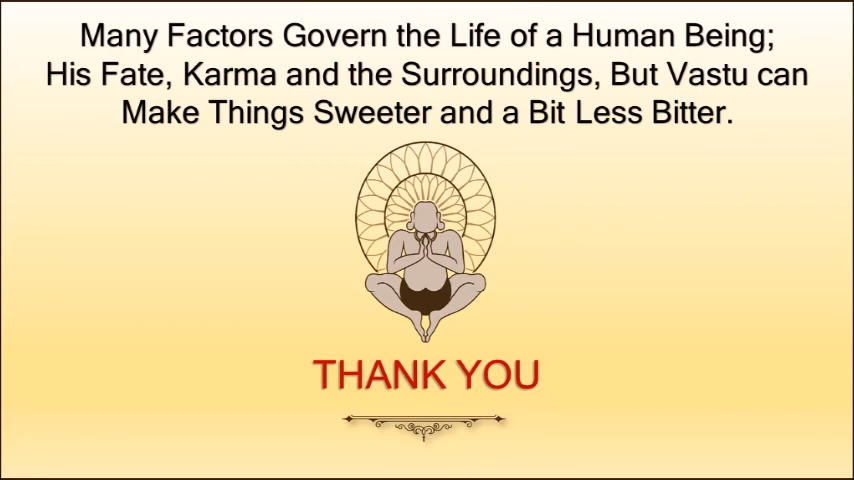 Many Factors Govern the Life of a Human Being;
His Fate, Karma and the Surroundings, But Vastu can
Make Things Sweeter and a Bit Less Bitter.
THANK YOU